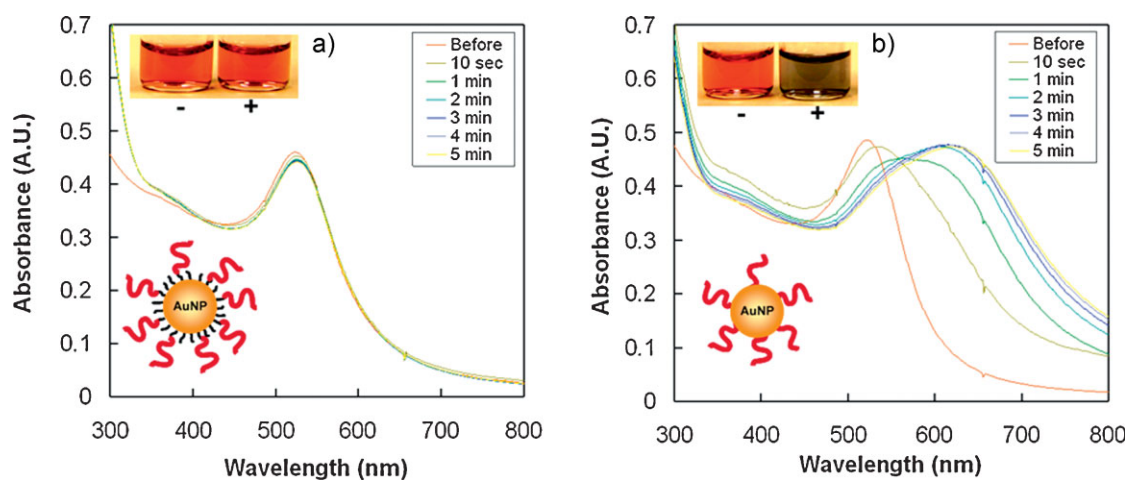 a)
Before
10 sec
1 min
2 min
3 min
4 min
5 min
- +
AuNP
0.7
0.6
0.5
0.4
0.3
0.2
0.1
0
Absorbance (A.U.)
300 400 500 600 700 800
Wavelength (nm)
b)
Before
10 sec
1 min
2 min
3 min
4 min
5 min
- +
AuNP
0.7
0.6
0.5
0.4
0.3
0.2
0.1
0
Absorbance (A.U.)
300 400 500 600 700 800
Wavelength (nm)